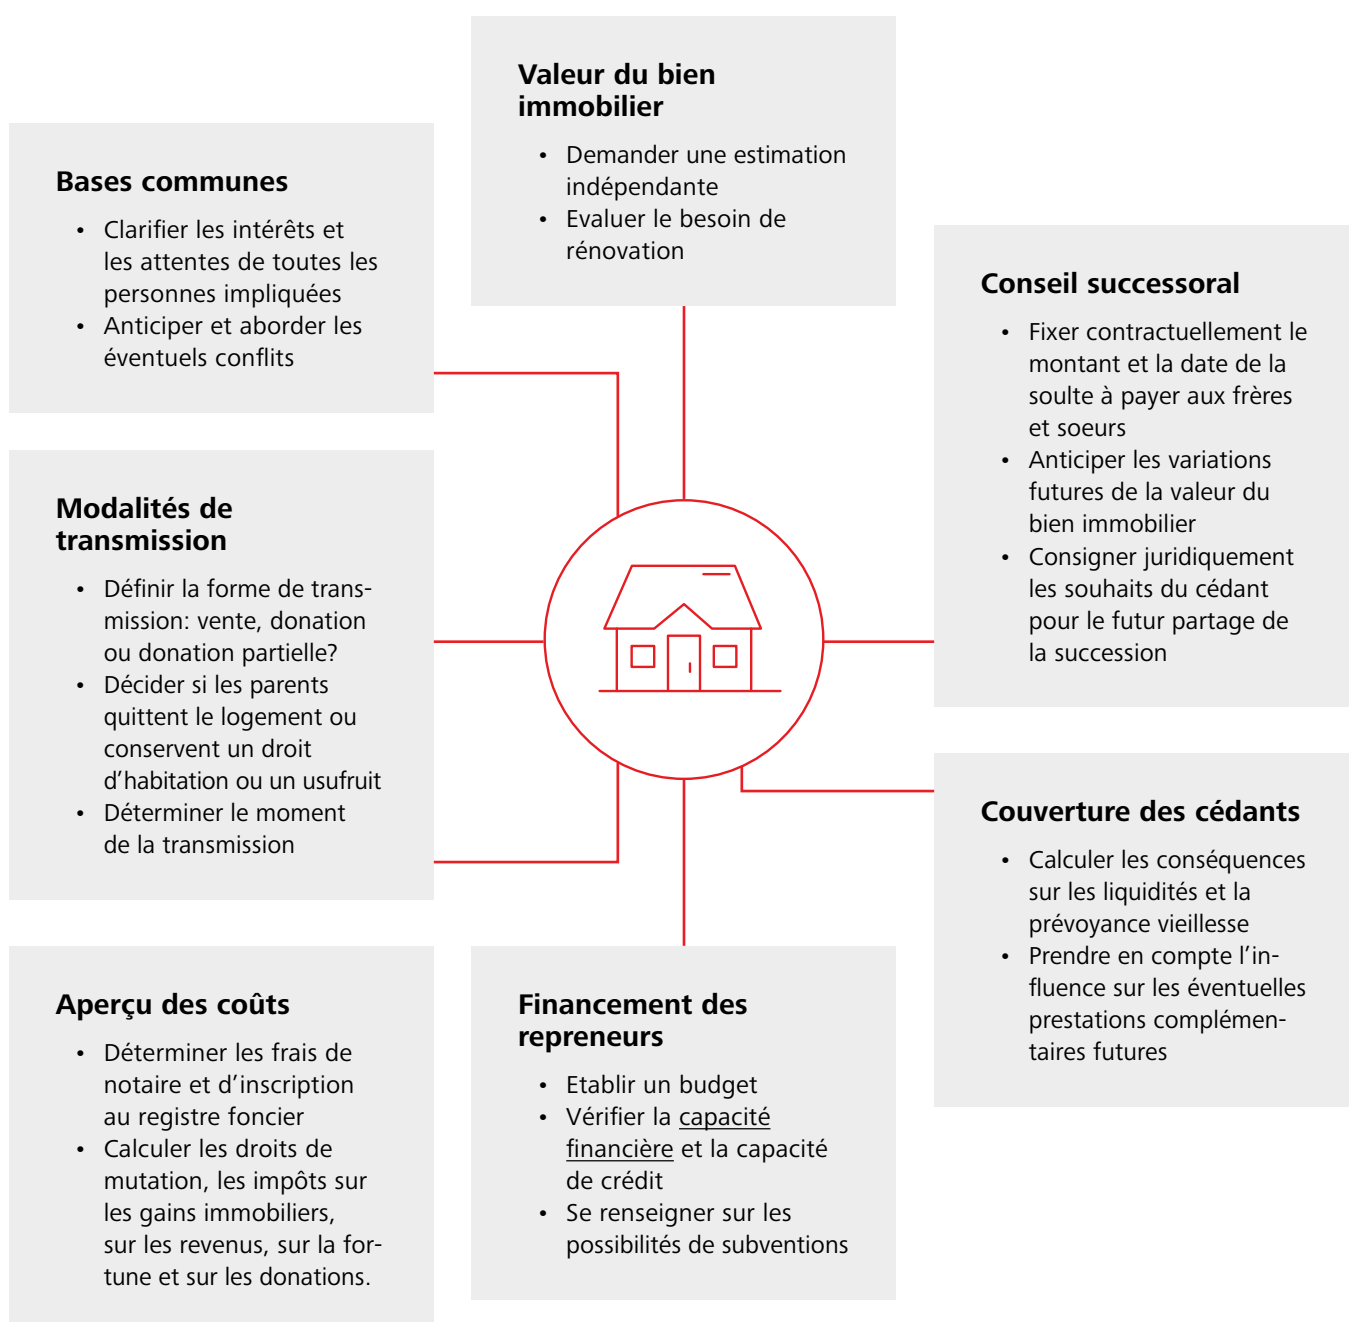 Valeur du bien
immobilier
• Demander une estimation
indépendante
• Evaluer le besoin de
rénovation
Bases communes
• Clarifier les intérêts et
les attentes de toutes les
personnes impliquées
• Anticiper et aborder les
éventuels conflits
Conseil successoral
• Fixer contractuellement le
montant et la date de la
soulte à payer aux frères
et soeurs
• Anticiper les variations
futures de la valeur du
bien immobilier
• Consigner juridiquement
les souhaits du cédant
pour le futur partage de
la succession
Modalités de
transmission
• Définir la forme de trans-
mission: vente, donation
ou donation partielle?
• Décider si les parents
quittent le logement ou
conservent un droit
d’habitation ou un usufruit
• Déterminer le moment
de la transmission
Couverture des cédants
• Calculer les conséquences
sur les liquidités et la
prévoyance vieillesse
• Prendre en compte l’in-
fluence sur les éventuelles
prestations complémen-
taires futures
Aperçu des coûts
• Déterminer les frais de
notaire et d’inscription
au registre foncier
• Calculer les droits de
mutation, les impôts sur
les gains immobiliers,
sur les revenus, sur la for-
tune et sur les donations.
Financement des
repreneurs
• Etablir un budget
• Vérifier la capacité
financière et la capacité
de crédit
• Se renseigner sur les
possibilités de subventions